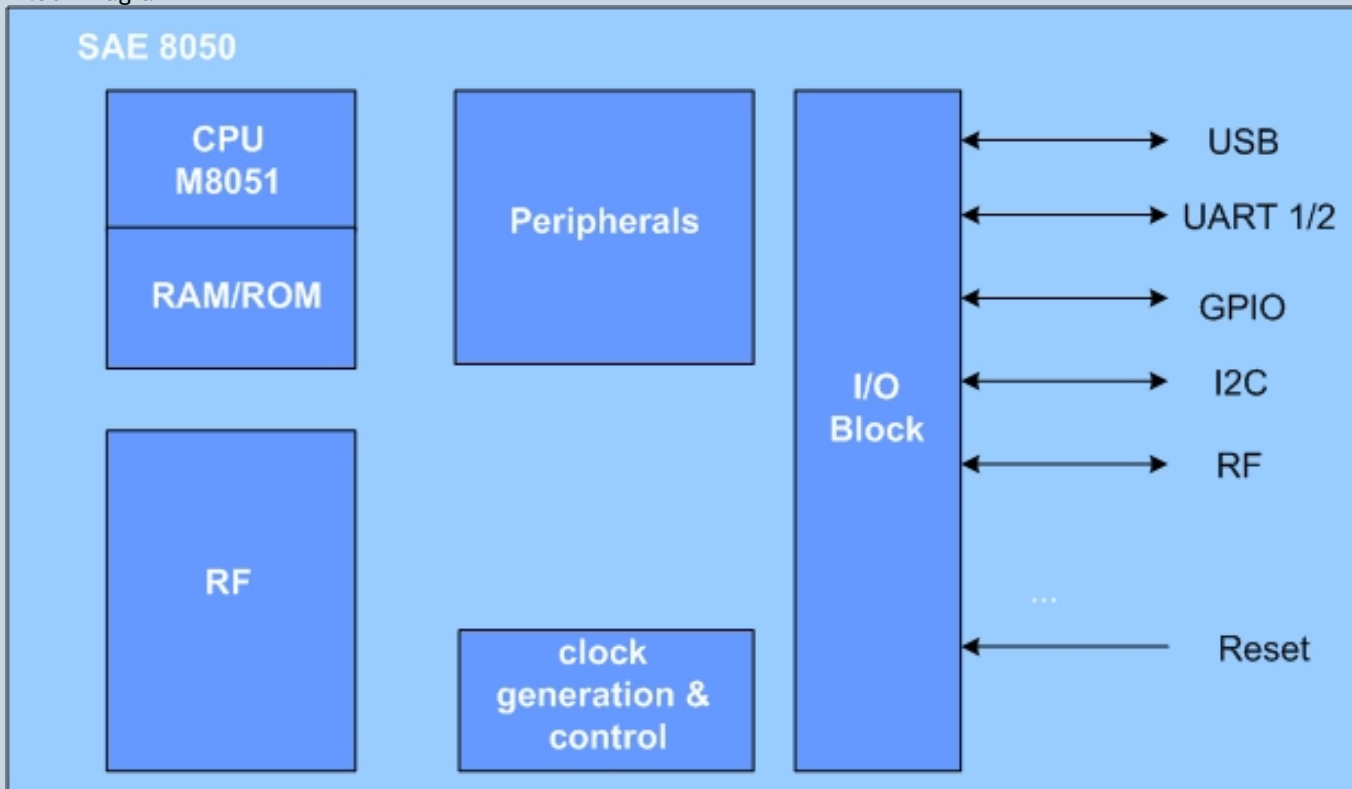 SAE 8050
CPU
M8051
RAM/ROM
RF
Peripherals
clock
generation &
control
I/O
Block
USB
UART 1/2
GPIO
I2C
RF
...
Reset